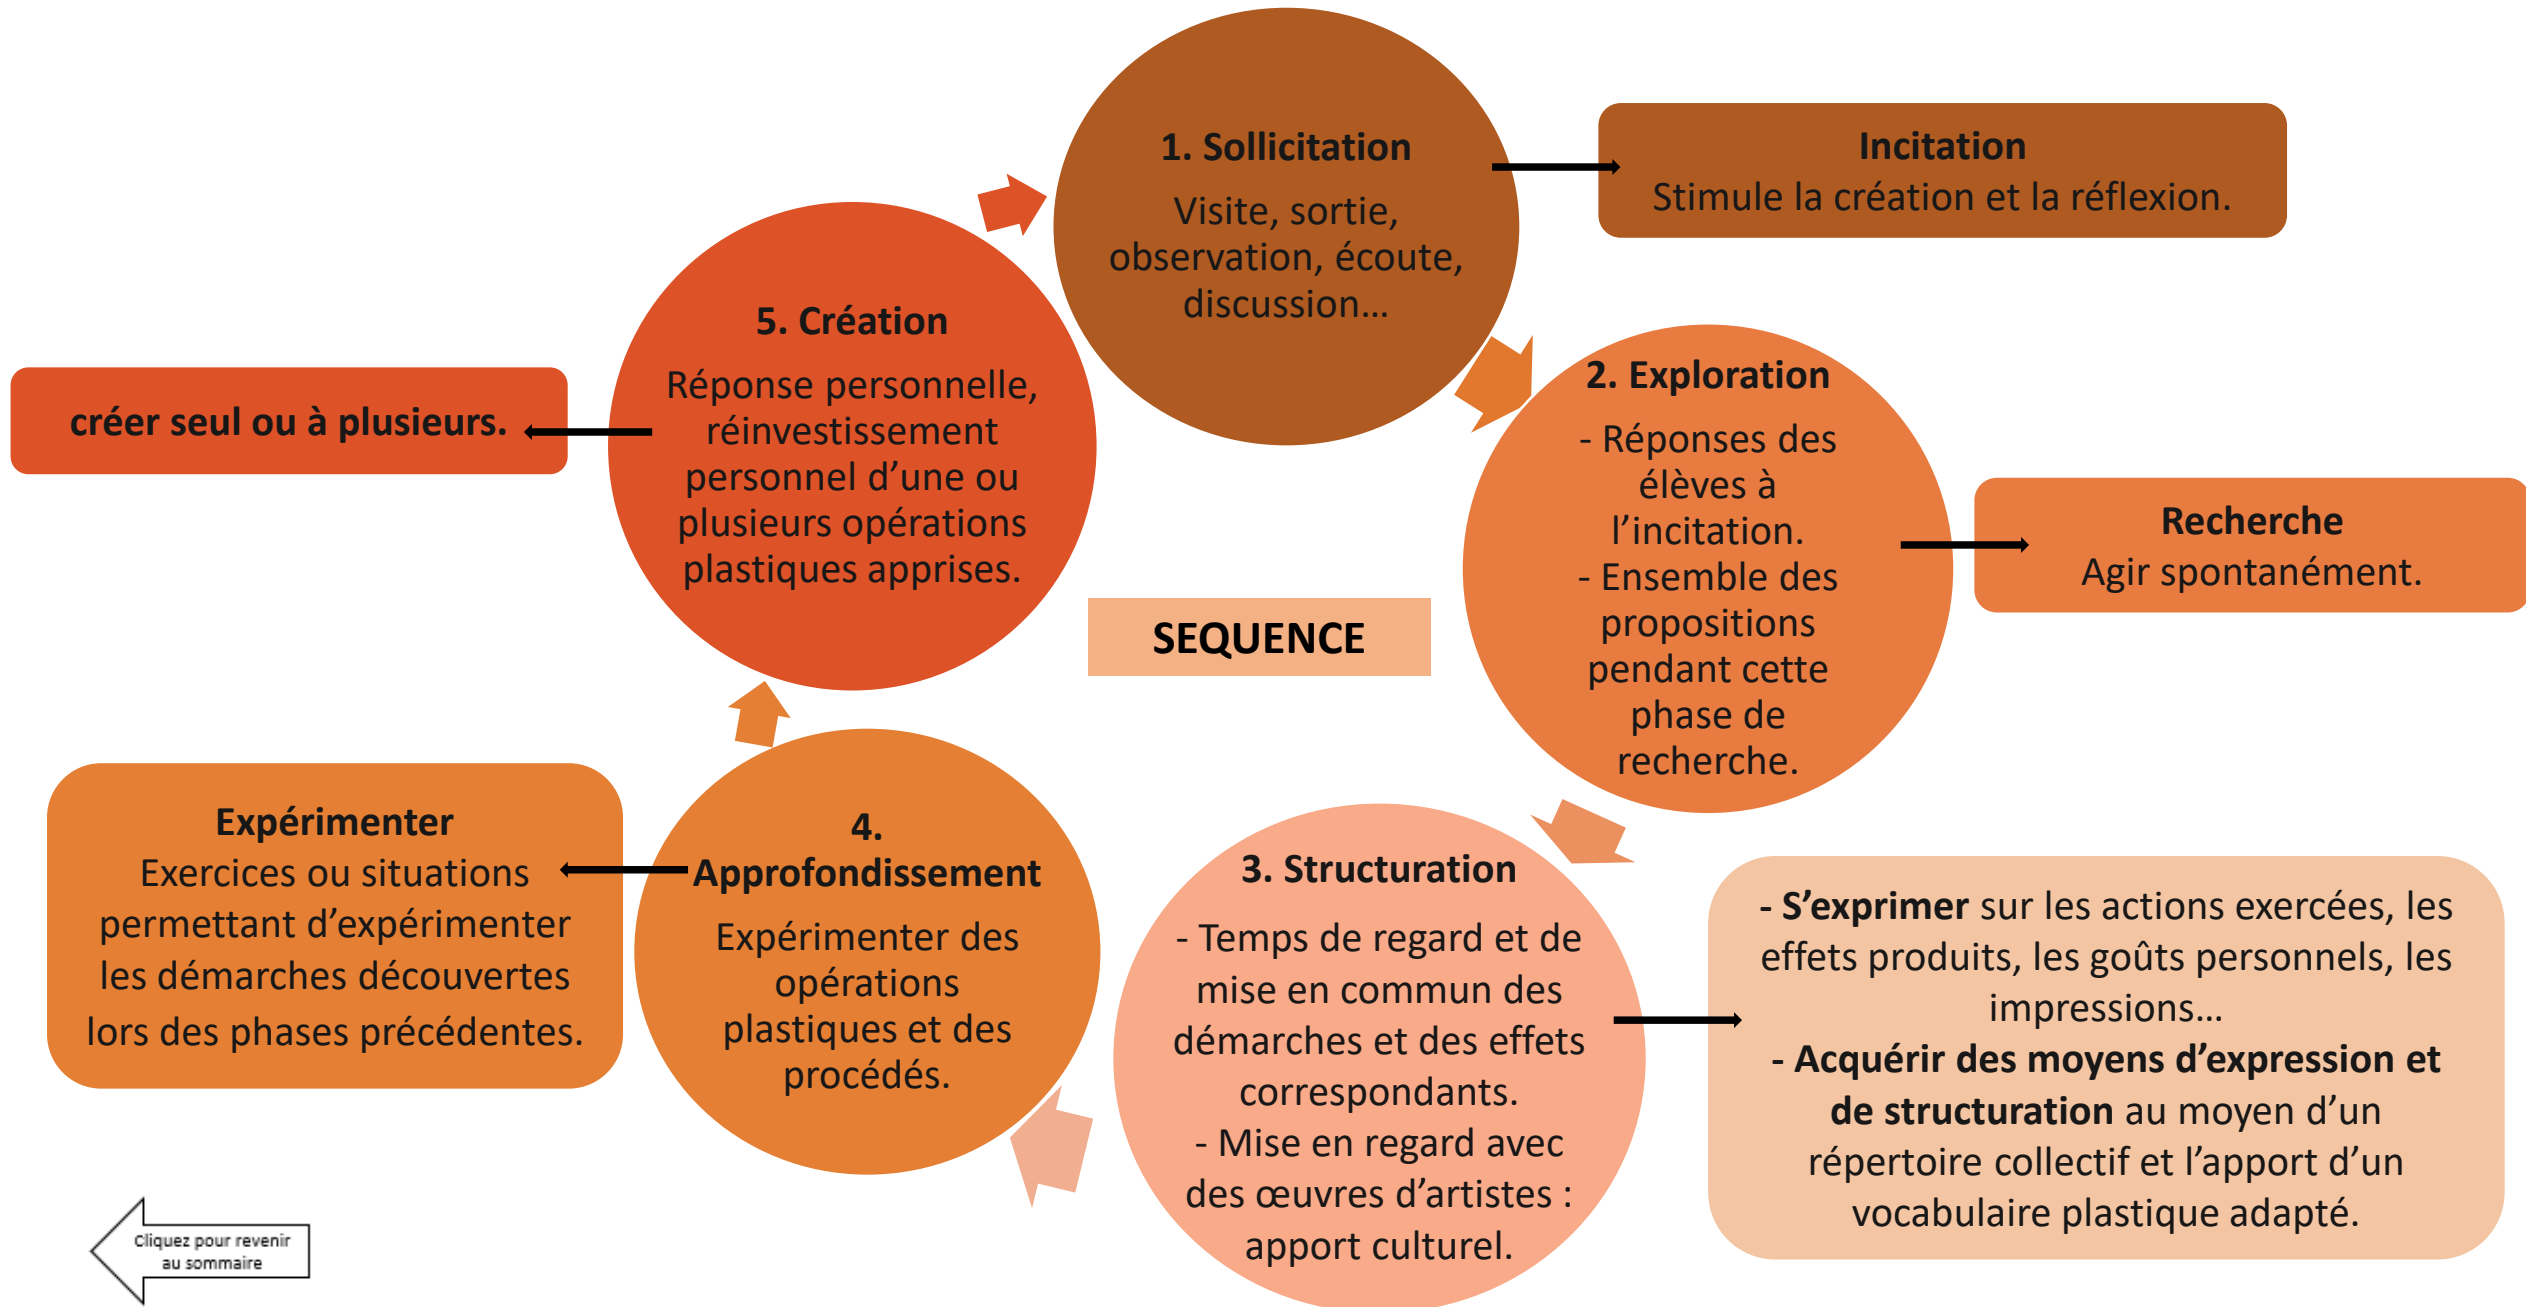 1. Sollicitation
Visite, sortie,
observation, écoute,
discussion…
Incitation
Stimule la création et la réflexion.
2. Exploration
- Réponses des
élèves à
l’incitation.
- Ensemble des
propositions
pendant cette
phase de
recherche.
Recherche
Agir spontanément.
3. Structuration
- Temps de regard et de
mise en commun des
démarches et des effets
correspondants.
- Mise en regard avec
des œuvres d’artistes :
apport culturel.
- S’exprimer sur les actions exercées, les
effets produits, les goûts personnels, les
impressions…
- Acquérir des moyens d’expression et
de structuration au moyen d’un
répertoire collectif et l’apport d’un
vocabulaire plastique adapté.
4.
Approfondissement
Expérimenter des
opérations
plastiques et des
procédés.
Expérimenter
Exercices ou situations
permettant d’expérimenter
les démarches découvertes
lors des phases précédentes.
5. Création
Réponse personnelle,
réinvestissement
personnel d’une ou
plusieurs opérations
plastiques apprises.
créer seul ou à plusieurs.
SEQUENCE
Cliquez pour revenir
au sommaire